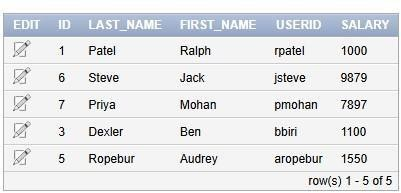 EDIT ID LAST_NAME FIRST_NAME USERID SALARY
1 Patel Ralph rpatel 1000
6 Steve Jack jsteve 9879
7 Priya Mohan pmohan 7897
3 Dexler Ben bbiri 1100
5 Ropebur Audrey aropebur 1550
row(s) 1 - 5 of 5